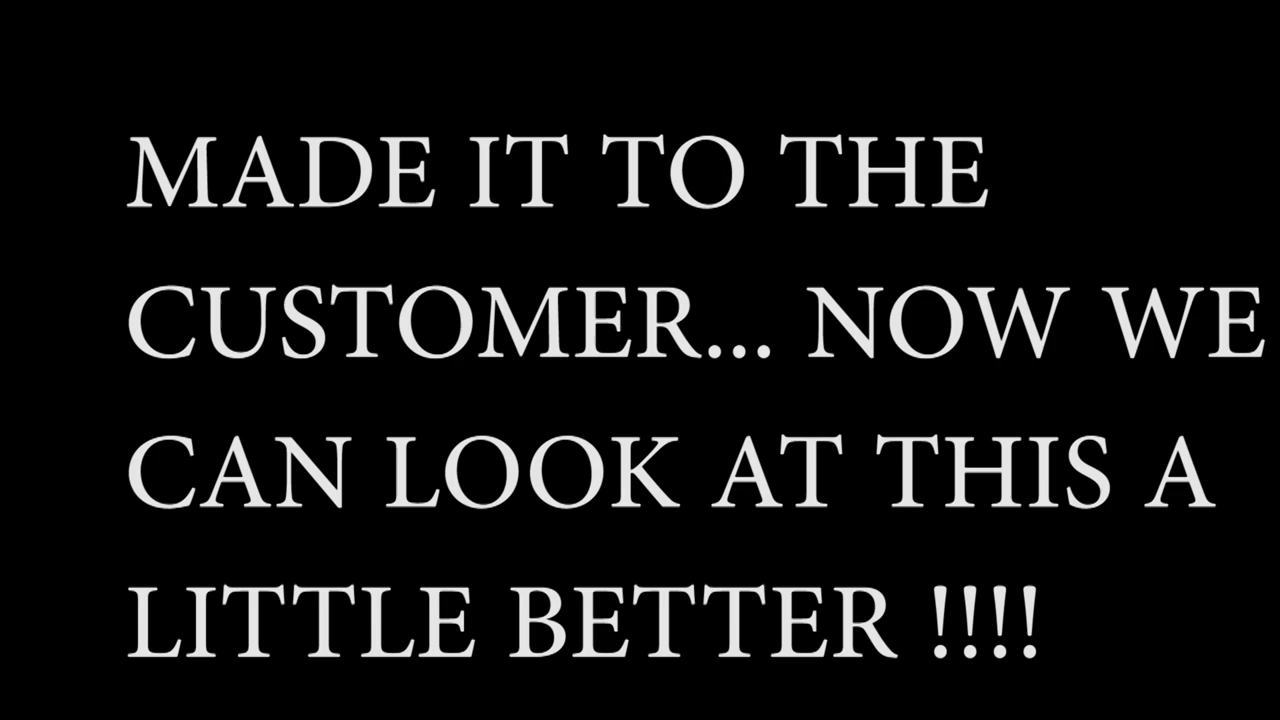 MADE IT TO THE
CUSTOMER... NOW WE
CAN LOOK AT THIS A
LITTLE BETTER !!!!